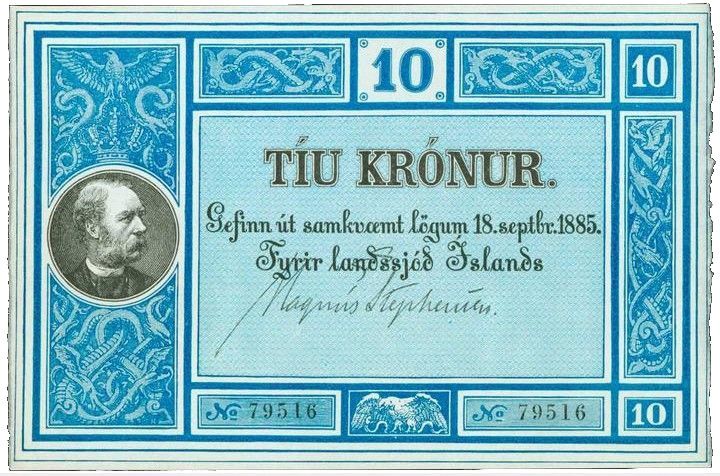 10
10
TÍU KRÓNUR.
Gefinn út samkvæmt lögum 18. septbr. 1885.
Fyrir landssjóð Íslands
Magnús Stephensen.
No 79516
No 79516
10